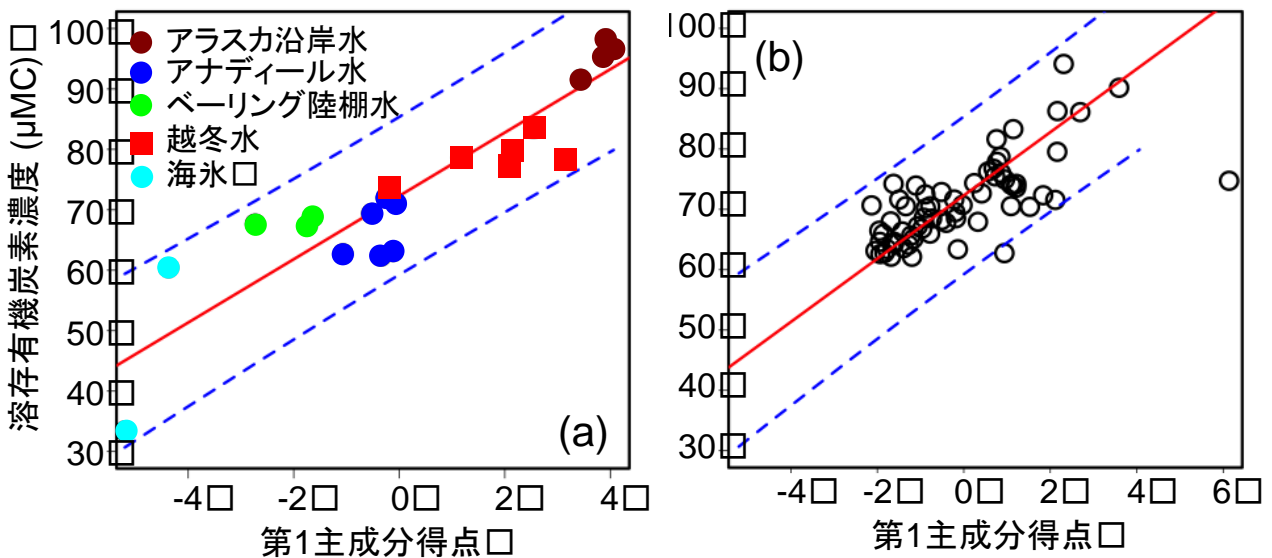 溶存有機炭素濃度 (μMC)□
100□
90□
80□
70□
60□
50□
40□
30□
アラスカ沿岸水
アナディール水
ベーリング陸棚水
越冬水
海氷□
(a)
-4□ -2□ 0□ 2□ 4□
第1主成分得点□
100□
90□
80□
70□
60□
50□
40□
30□
(b)
-4□ -2□ 0□ 2□ 4□ 6□
第1主成分得点□